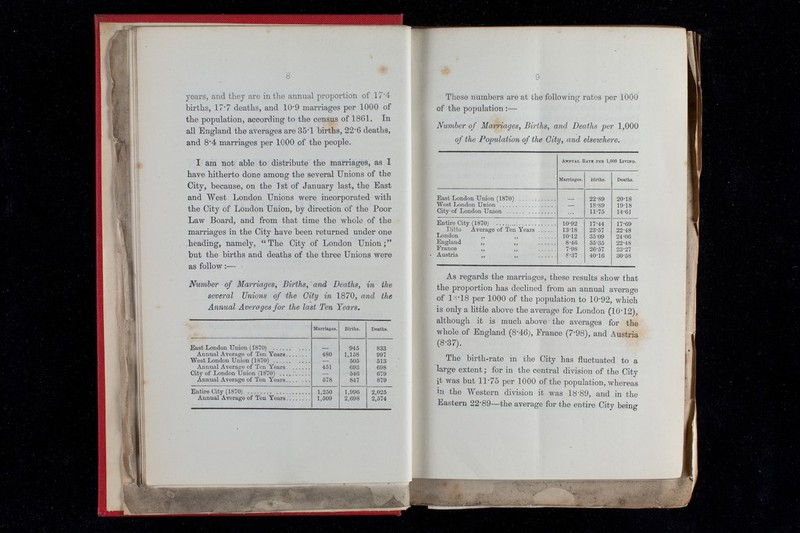 6
years, and they are in the annual proportion of 17·4
births, 17·7 deaths, and 10·9 marriages per 1000 of
the population, according to the census of 1861. In
all England the averages are 35·1 births, 22·6 deaths,
and 8·4 marriages per 1000 of the people.
I am not able to distribute the marriages, as I
have hitherto done among the several Unions of the
City, because, on the 1st of January last, the East
and West London Unions were incorporated with
the City of London Union, by direction of the Poor
Law Board, and from that time the whole of the
marriages in the City have been returned under one
heading, namely, "The City of London Union;"
but the births and deaths of the three Unions were
as follow:—
Number of Marriages, Births, and Deaths, in the
several Unions of the City in 1870, and the
Annual Averages for the last Ten Years.
Marriages. Births. Deaths.
East London Union (1870) — 945 833
Annual Average of Ten Years 480 1,158 997
West London Union (1870) — 505 513
Annual Average of Ten Years 451 693 698
City of London Union (1870) — 546 679
Annual Average of Ten Years 578 847 879
Entire City (1870) 1,250 1,996 2,025
Annual Average of Ten Years 1,509 2,698 2,574
9
These numbers are at the following rates per 1000
of the population:—
Number of Marriages, Births, and Deaths per 1,000
of the Population of the City, and elsewhere.
Annual Rate per 1,000 Living.
Marriages. Births. Deaths.
East London Union (1870) — 22·89 20·18
West London Union „ — 18·89 19·18
City of London Union „ — 11·75 14·61
Entire City (1870) 10·92 17·44 17·69
Ditto Average of Ten Years 13·18 23·57 22·48
London „ „ 10·12 35·09 24·06
England „ „ 8·46 35·35 22·48
France „ „ 7·98 26·57 23·27
Austria „ „ 8·37 40·16 30·58
As regards the marriages, these results show that
the proportion has declined from an annual average
of 1 ·18 per 1000 of the population to 10·92, which
is only a little above the average for London (10·12),
although it is much above the averages for the
whole of England (8·46), France (7·98), and Austria
(8·37).
The birth-rate in the City has fluctuated to a
large extent; for in the central division of the City
it was but 11·75 per 1000 of the population, whereas
in the Western division it was 18·89, and in the
Eastern 22·89—the average for the entire City being